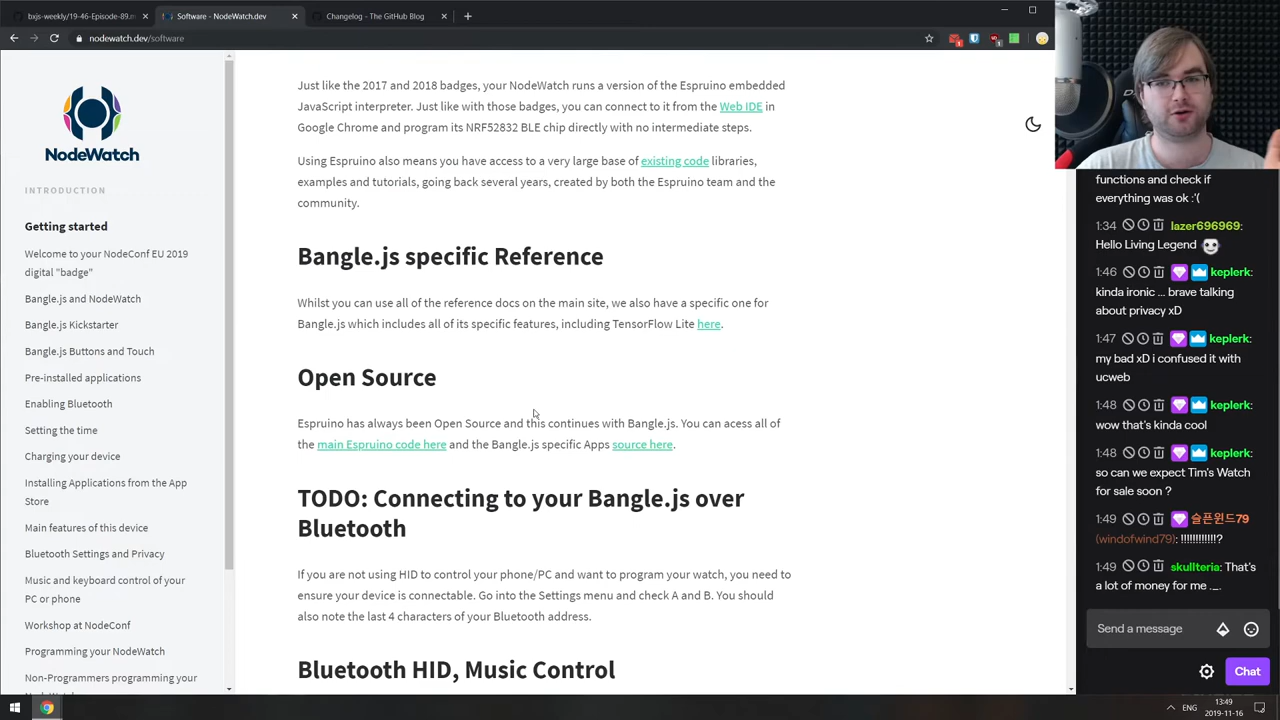 bxjs-weekly/19-46-Episode-89.m
Software - NodeWatch.dev
Changelog - The GitHub Blog
nodewatch.dev/software
NodeWatch
INTRODUCTION
Getting started
Welcome to your NodeConf EU 2019
digital "badge"
Bangle.js and NodeWatch
Bangle.js Kickstarter
Bangle.js Buttons and Touch
Pre-installed applications
Enabling Bluetooth
Setting the time
Charging your device
Installing Applications from the App
Store
Main features of this device
Bluetooth Settings and Privacy
Music and keyboard control of your
PC or phone
Workshop at NodeConf
Programming your NodeWatch
Non-Programmers programming your
Just like the 2017 and 2018 badges, your NodeWatch runs a version of the Espruino embedded
JavaScript interpreter. Just like with those badges, you can connect to it from the Web IDE in
Google Chrome and program its NRF52832 BLE chip directly with no intermediate steps.
Using Espruino also means you have access to a very large base of existing code libraries,
examples and tutorials, going back several years, created by both the Espruino team and the
community.
Bangle.js specific Reference
Whilst you can use all of the reference docs on the main site, we also have a specific one for
Bangle.js which includes all of its specific features, including TensorFlow Lite here.
Open Source
Espruino has always been Open Source and this continues with Bangle.js. You can acess all of
the main Espruino code here and the Bangle.js specific Apps source here.
TODO: Connecting to your Bangle.js over
Bluetooth
If you are not using HID to control your phone/PC and want to program your watch, you need to
ensure your device is connectable. Go into the Settings menu and check A and B. You should
also note the last 4 characters of your Bluetooth address.
Bluetooth HID, Music Control
functions and check if
everything was ok :'(
1:34 lazer696969:
Hello Living Legend
1:46 keplerk:
kinda ironic ... brave talking
about privacy xD
1:47 keplerk:
my bad xD i confused it with
ucweb
1:48 keplerk:
wow that's kinda cool
1:48 keplerk:
so can we expect Tim's Watch
for sale soon ?
1:49 슬픈윈드79
(windofwind79): !!!!!!!!!!!!?
1:49 skullteria: That's
a lot of money for me ._.
Send a message
Chat
ENG
13:49
2019-11-16